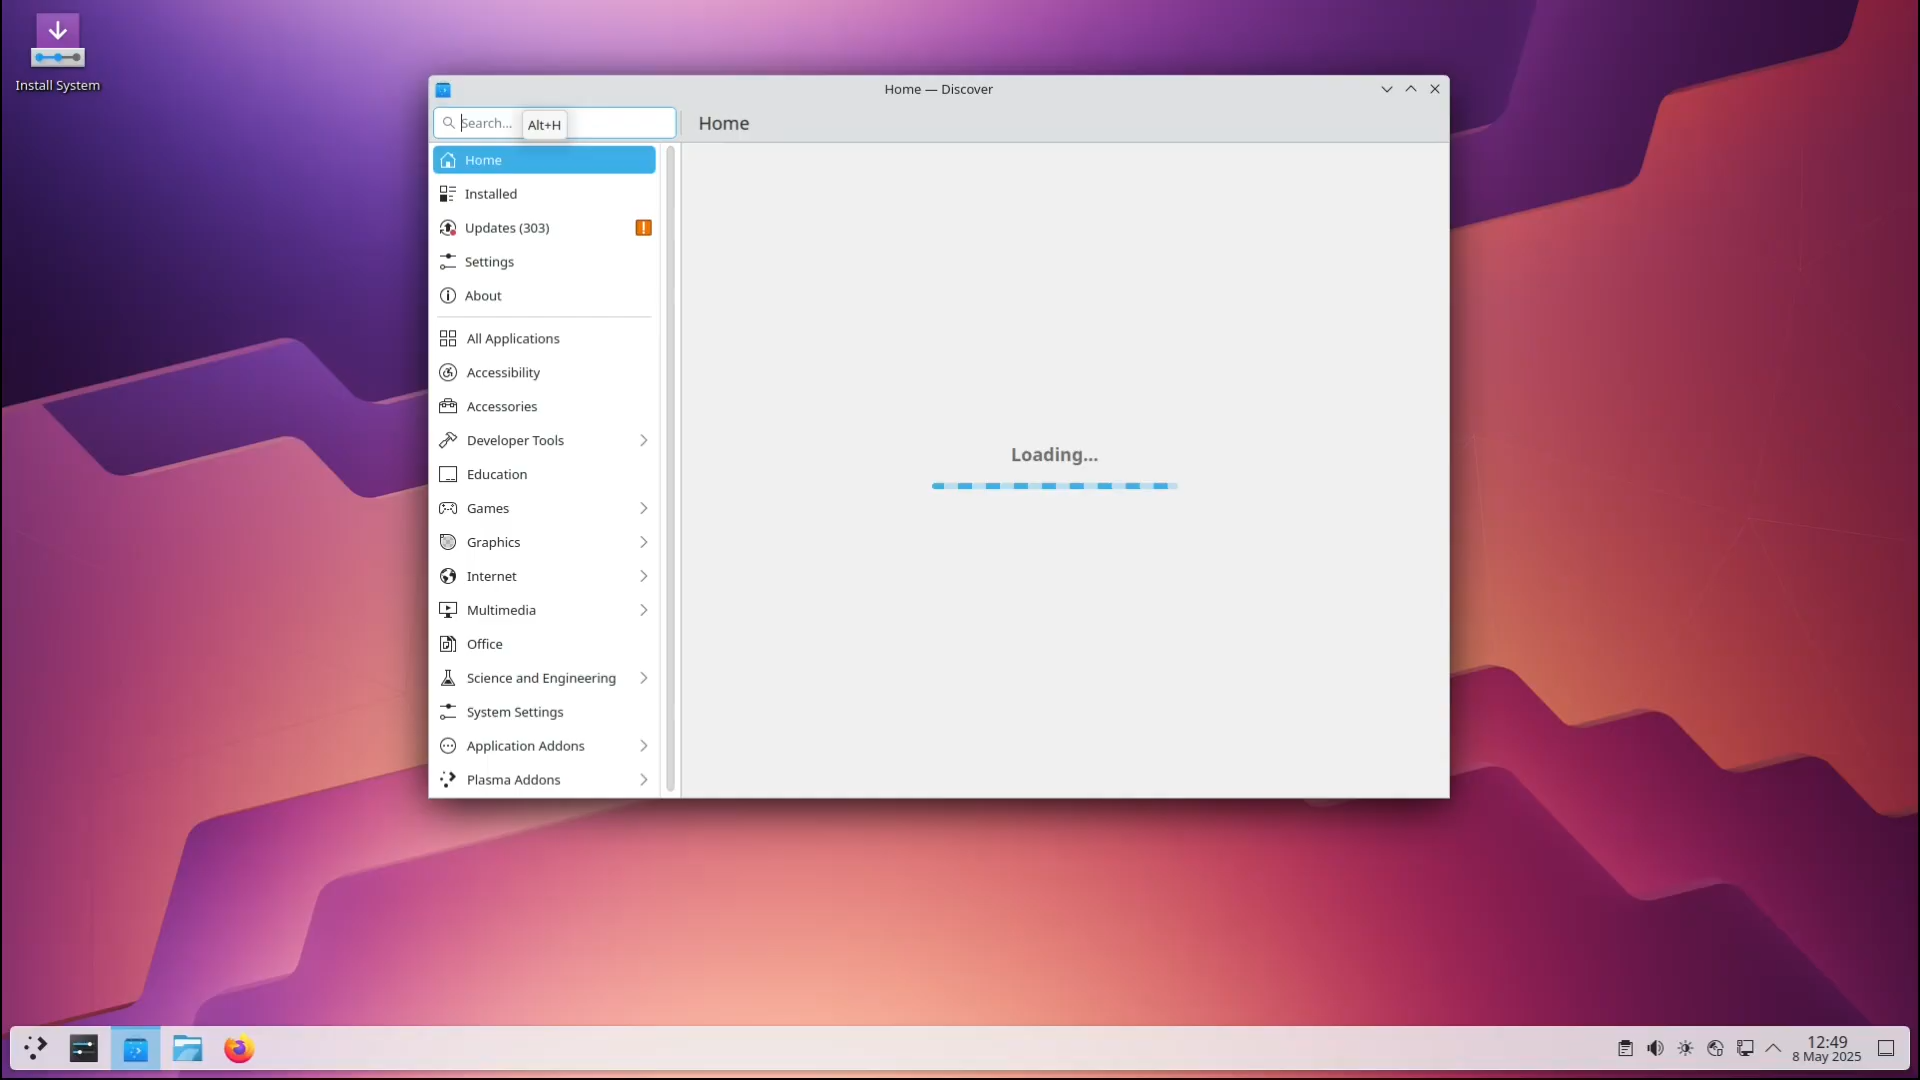 Install System
Home — Discover
Search...
Alt+H
Home
Home
Installed
Updates (303)
Settings
About
All Applications
Accessibility
Accessories
Developer Tools
Education
Games
Graphics
Internet
Multimedia
Office
Science and Engineering
System Settings
Application Addons
Plasma Addons
Loading...
12:49
8 May 2025